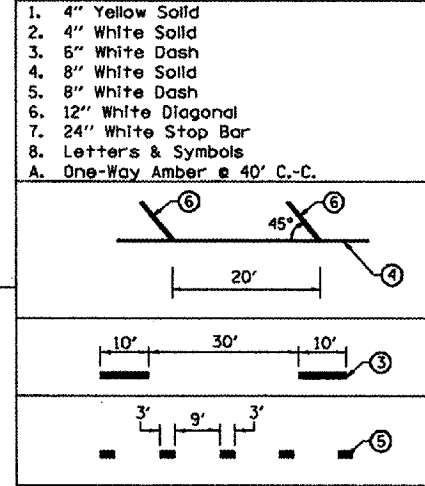 1. 4" Yellow Solid
2. 4" White Solid
3. 6" White Dash
4. 8" White Solid
5. 8" White Dash
6. 12" White Diagonal
7. 24" White Stop Bar
8. Letters & Symbols
A. One-Way Amber @ 40' C.-C.
6 6
45°
4
20'
10' 30' 10'
3
3' 9' 3'
5